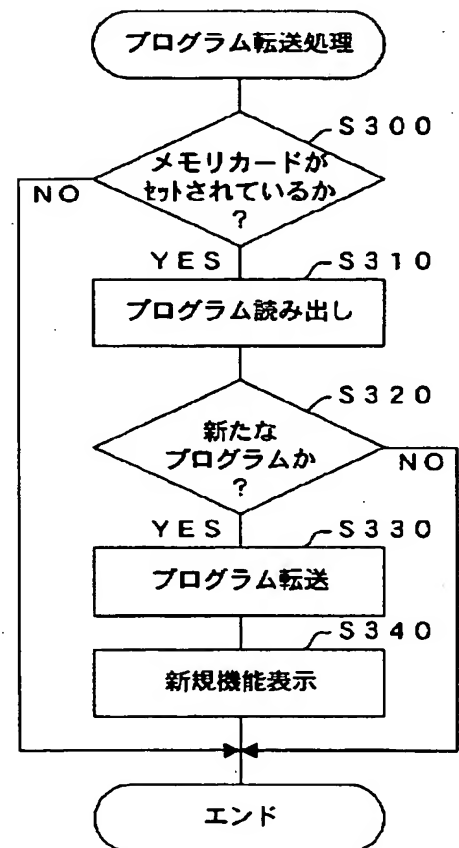 プログラム転送処理
S300
メモリカードが
ｾｯﾄされているか
?
NO
YES
S310
プログラム読み出し
S320
新たな
プログラムか
?
NO
YES
S330
プログラム転送
S340
新規機能表示
エンド